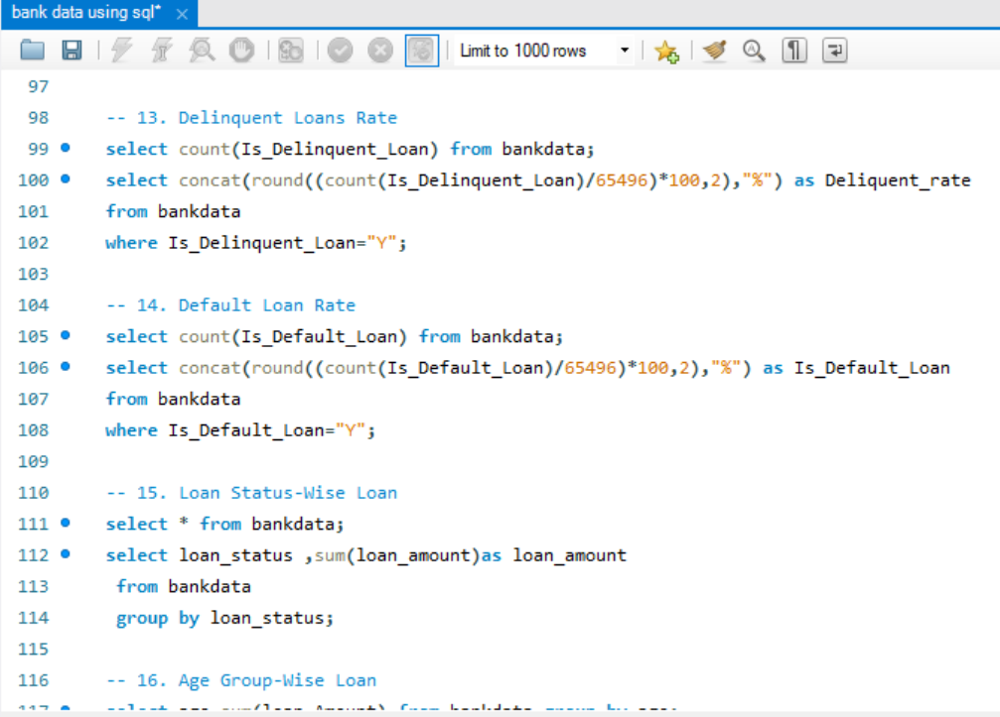 bank data using sql*
Limit to 1000 rows
97
98 -- 13. Delinquent Loans Rate
99 select count(Is_Delinquent_Loan) from bankdata;
100 select concat(round((count(Is_Delinquent_Loan)/65496)*100,2),"%") as Deliquent_rate
101 from bankdata
102 where Is_Delinquent_Loan="Y";
103
104 -- 14. Default Loan Rate
105 select count(Is_Default_Loan) from bankdata;
106 select concat(round((count(Is_Default_Loan)/65496)*100,2),"%") as Is_Default_Loan
107 from bankdata
108 where Is_Default_Loan="Y";
109
110 -- 15. Loan Status-Wise Loan
111 select * from bankdata;
112 select loan_status ,sum(loan_amount)as loan_amount
113 from bankdata
114 group by loan_status;
115
116 -- 16. Age Group-Wise Loan